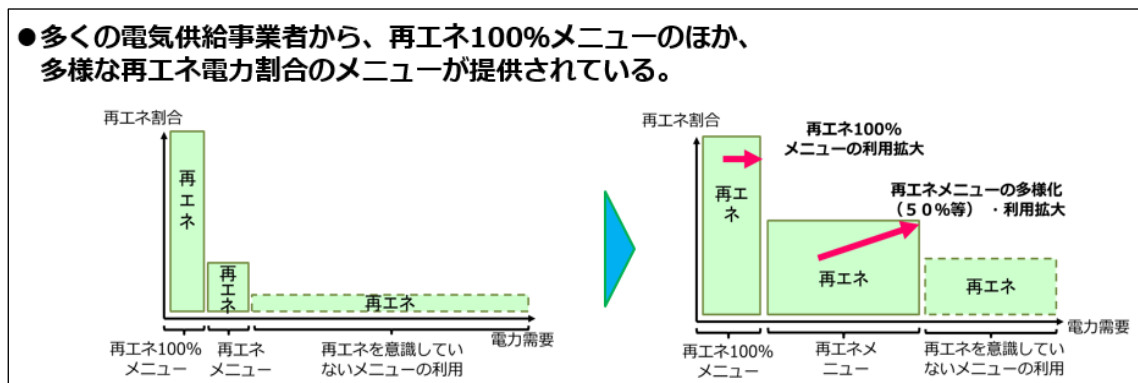 ●多くの電気供給事業者から、再エネ100%メニューのほか、
多様な再エネ電力割合のメニューが提供されている。
再エネ割合
再エネ
再エネ
再エネ
電力需要
再エネ100%
メニュー
再エネ
メニュー
再エネを意識してい
ないメニューの利用
再エネ割合
再エネ100%
メニューの利用拡大
再エネメニューの多様化
(50%等)・利用拡大
再エ
ネ
再エネ
再エネ
電力需要
再エネ100%
メニュー
再エネメ
ニュー
再エネを意識してい
ないメニューの利用